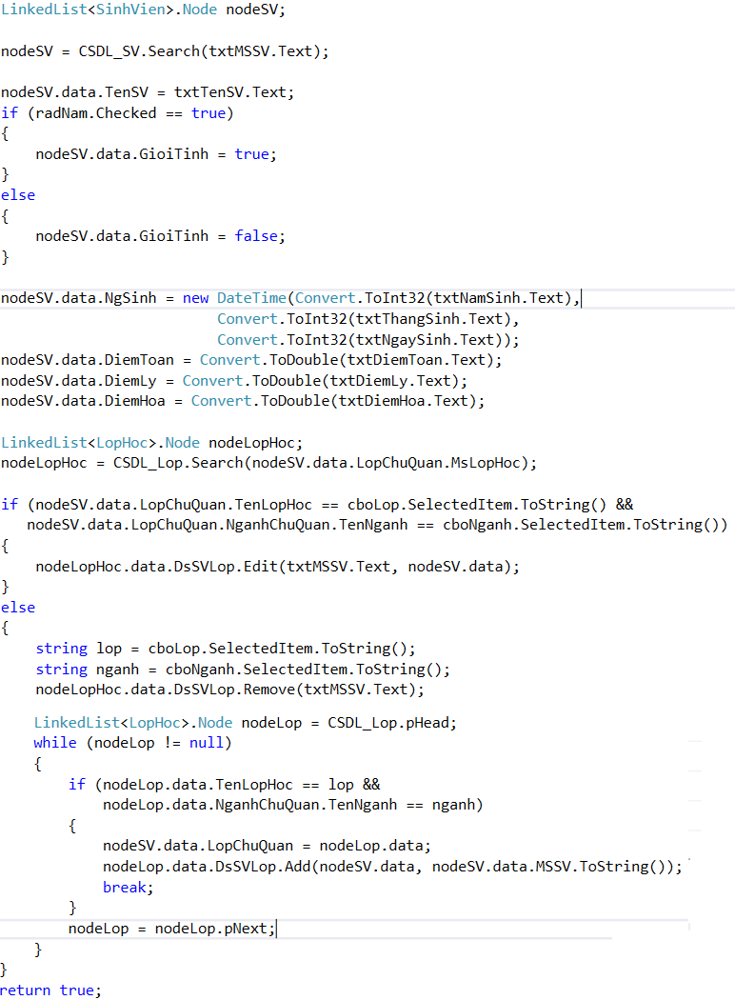 LinkedList<SinhVien>.Node nodeSV;
nodeSV = CSDL_SV.Search(txtMSSV.Text);
nodeSV.data.TenSV = txtTenSV.Text;
if (radNam.Checked == true)
{
nodeSV.data.GioiTinh = true;
}
else
{
nodeSV.data.GioiTinh = false;
}
nodeSV.data.NgSinh = new DateTime(Convert.ToInt32(txtNamSinh.Text),
Convert.ToInt32(txtThangSinh.Text),
Convert.ToInt32(txtNgaySinh.Text));
nodeSV.data.DiemToan = Convert.ToDouble(txtDiemToan.Text);
nodeSV.data.DiemLy = Convert.ToDouble(txtDiemLy.Text);
nodeSV.data.DiemHoa = Convert.ToDouble(txtDiemHoa.Text);
LinkedList<LopHoc>.Node nodeLopHoc;
nodeLopHoc = CSDL_Lop.Search(nodeSV.data.LopChuQuan.MsLopHoc);
if (nodeSV.data.LopChuQuan.TenLopHoc == cboLop.SelectedItem.ToString() &&
nodeSV.data.LopChuQuan.NganhChuQuan.TenNganh == cboNganh.SelectedItem.ToString())
{
nodeLopHoc.data.DsSVLop.Edit(txtMSSV.Text, nodeSV.data);
}
else
{
string lop = cboLop.SelectedItem.ToString();
string nganh = cboNganh.SelectedItem.ToString();
nodeLopHoc.data.DsSVLop.Remove(txtMSSV.Text);
LinkedList<LopHoc>.Node nodeLop = CSDL_Lop.pHead;
while (nodeLop != null)
{
if (nodeLop.data.TenLopHoc == lop &&
nodeLop.data.NganhChuQuan.TenNganh == nganh)
{
nodeSV.data.LopChuQuan = nodeLop.data;
nodeLop.data.DsSVLop.Add(nodeSV.data, nodeSV.data.MSSV.ToString());
break;
}
nodeLop = nodeLop.pNext;
}
}
return true;